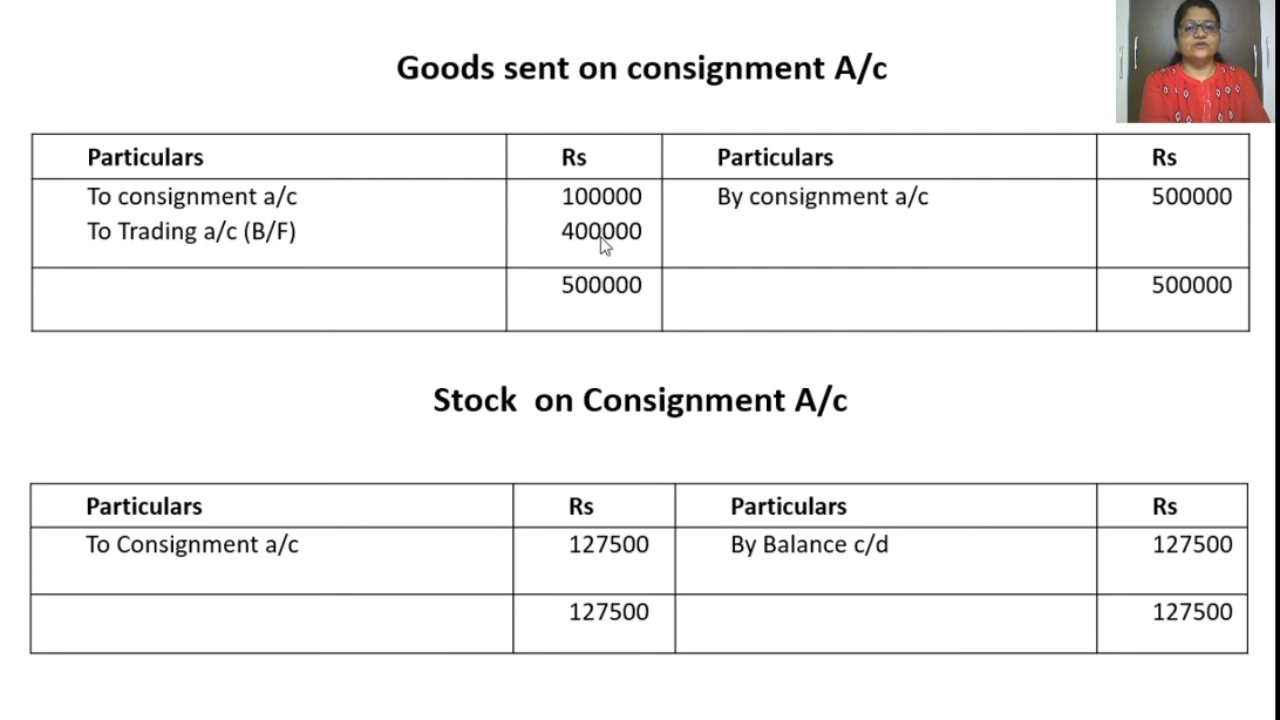 Goods sent on consignment A/c
Particulars Rs Particulars Rs
To consignment a/c 100000 By consignment a/c 500000
To Trading a/c (B/F) 400000
500000 500000
Stock on Consignment A/c
Particulars Rs Particulars Rs
To Consignment a/c 127500 By Balance c/d 127500
127500 127500